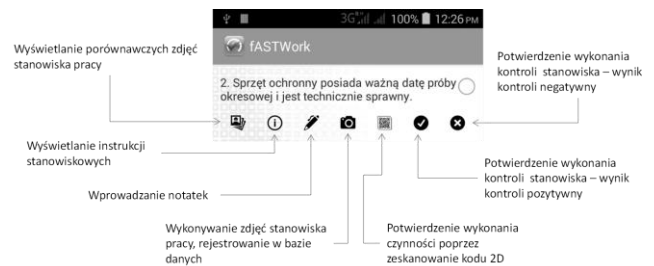 3G 100% 12:26 PM
fASTWork
Wyświetlanie porównawczych zdjęć
stanowiska pracy
2. Sprzęt ochronny posiada ważną datę próby
okresowej i jest technicznie sprawny.
Potwierdzenie wykonania
kontroli stanowiska – wynik
kontroli negatywny
Wyświetlanie instrukcji
stanowiskowych
Wprowadzanie notatek
Potwierdzenie wykonania
kontroli stanowiska – wynik
kontroli pozytywny
Wykonywanie zdjęć stanowiska
pracy, rejestrowanie w bazie
danych
Potwierdzenie wykonania
czynności poprzez
zeskanowanie kodu 2D